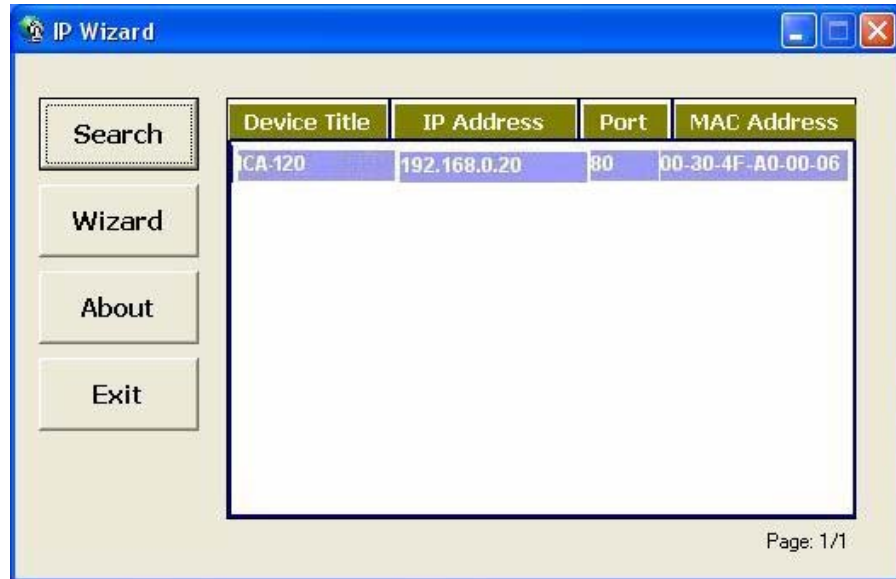 IP Wizard
Search
Wizard
About
Exit
Device Title IP Address Port MAC Address
ICA-120 192.168.0.20 80 00-30-4F-A0-00-06
Page: 1/1